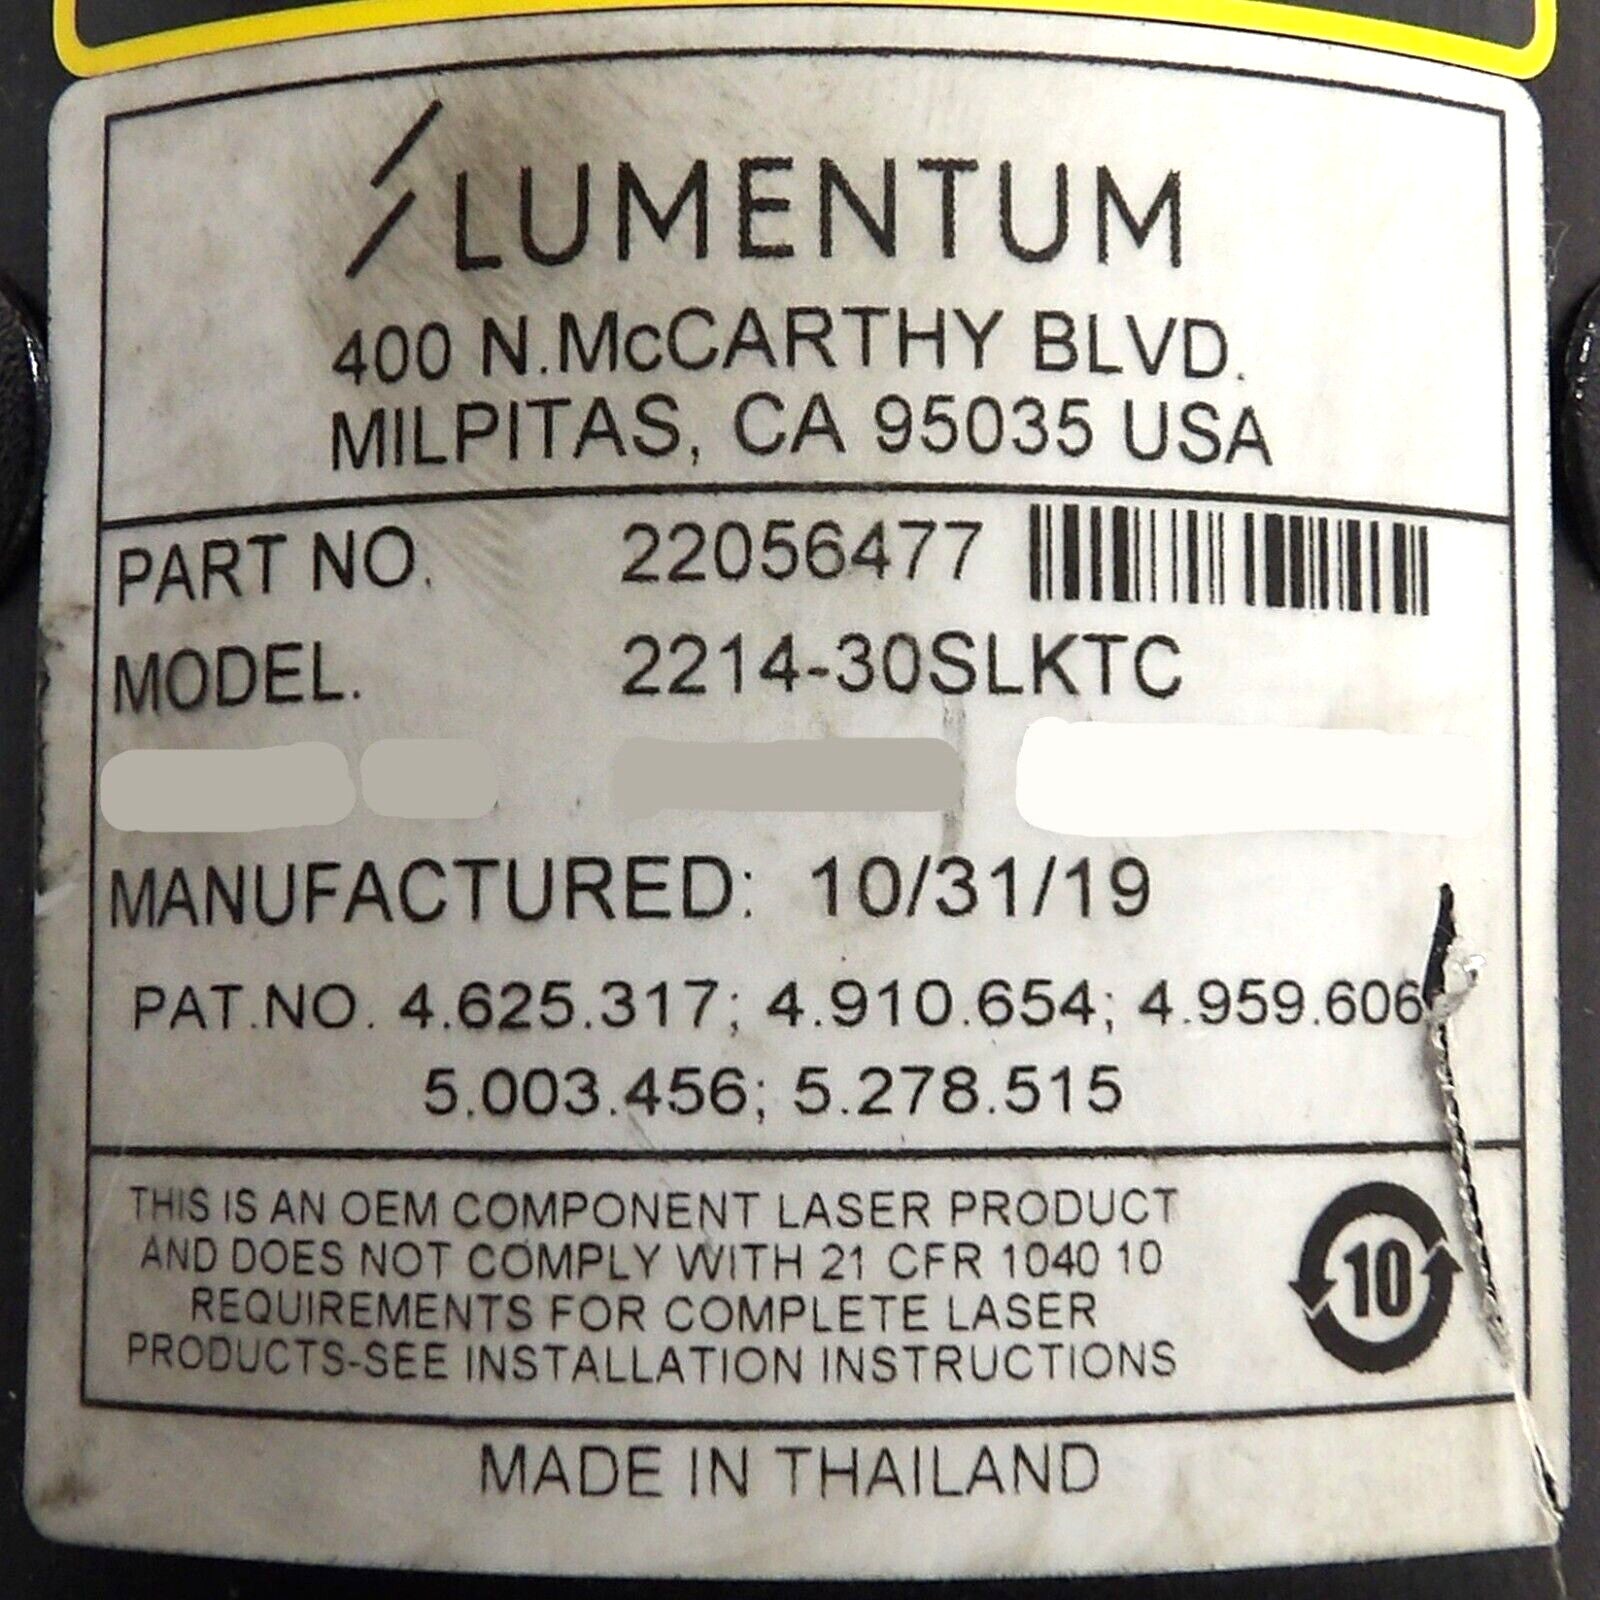 LUMENTUM
400 N.McCARTHY BLVD.
MILPITAS, CA 95035 USA
PART NO. 22056477
MODEL. 2214-30SLKTC
MANUFACTURED: 10/31/19
PAT.NO. 4.625.317; 4.910.654; 4.959.606
5.003.456; 5.278.515
THIS IS AN OEM COMPONENT LASER PRODUCT
AND DOES NOT COMPLY WITH 21 CFR 1040 10
REQUIREMENTS FOR COMPLETE LASER
PRODUCTS-SEE INSTALLATION INSTRUCTIONS
10
MADE IN THAILAND